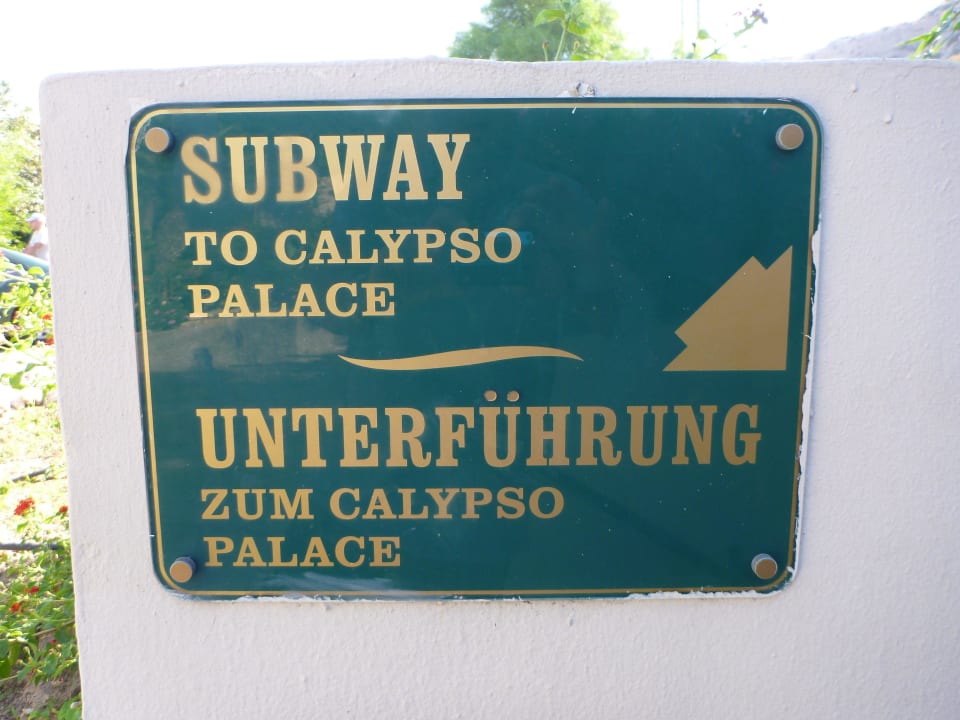 SUBWAY
TO CALYPSO
PALACE
UNTERFÜHRUNG
ZUM CALYPSO
PALACE